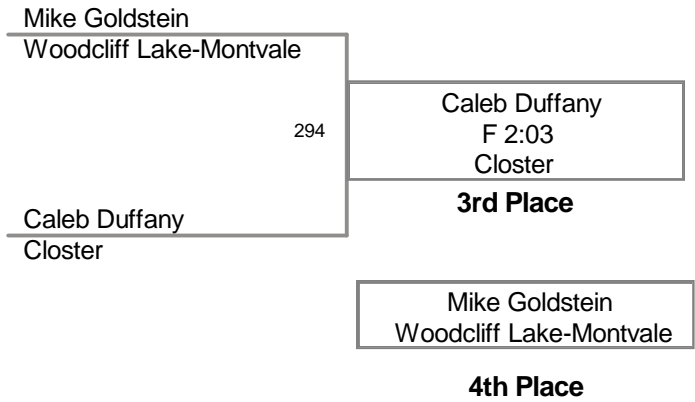 Mike Goldstein
Woodcliff Lake-Montvale
294
Caleb Duffany
F 2:03
Closter
3rd Place
Caleb Duffany
Closter
Mike Goldstein
Woodcliff Lake-Montvale
4th Place